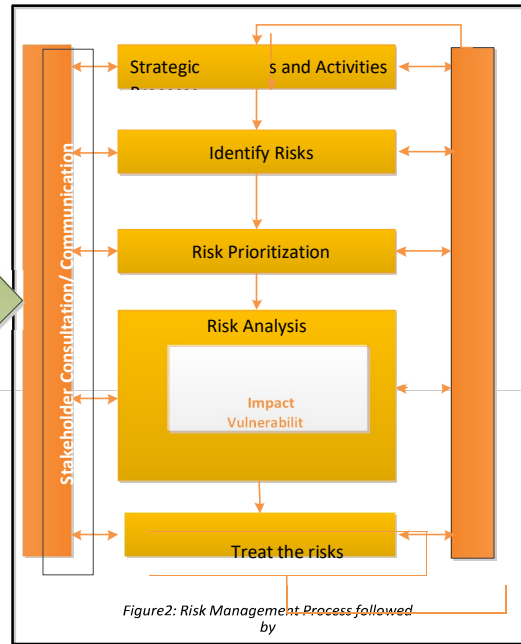 Strategic s and Activities
Identify Risks
Risk Prioritization
Risk Analysis
Impact
Vulnerabilit
Treat the risks
Stakeholder Consultation/ Communication
Figure2: Risk Management Process followed
by